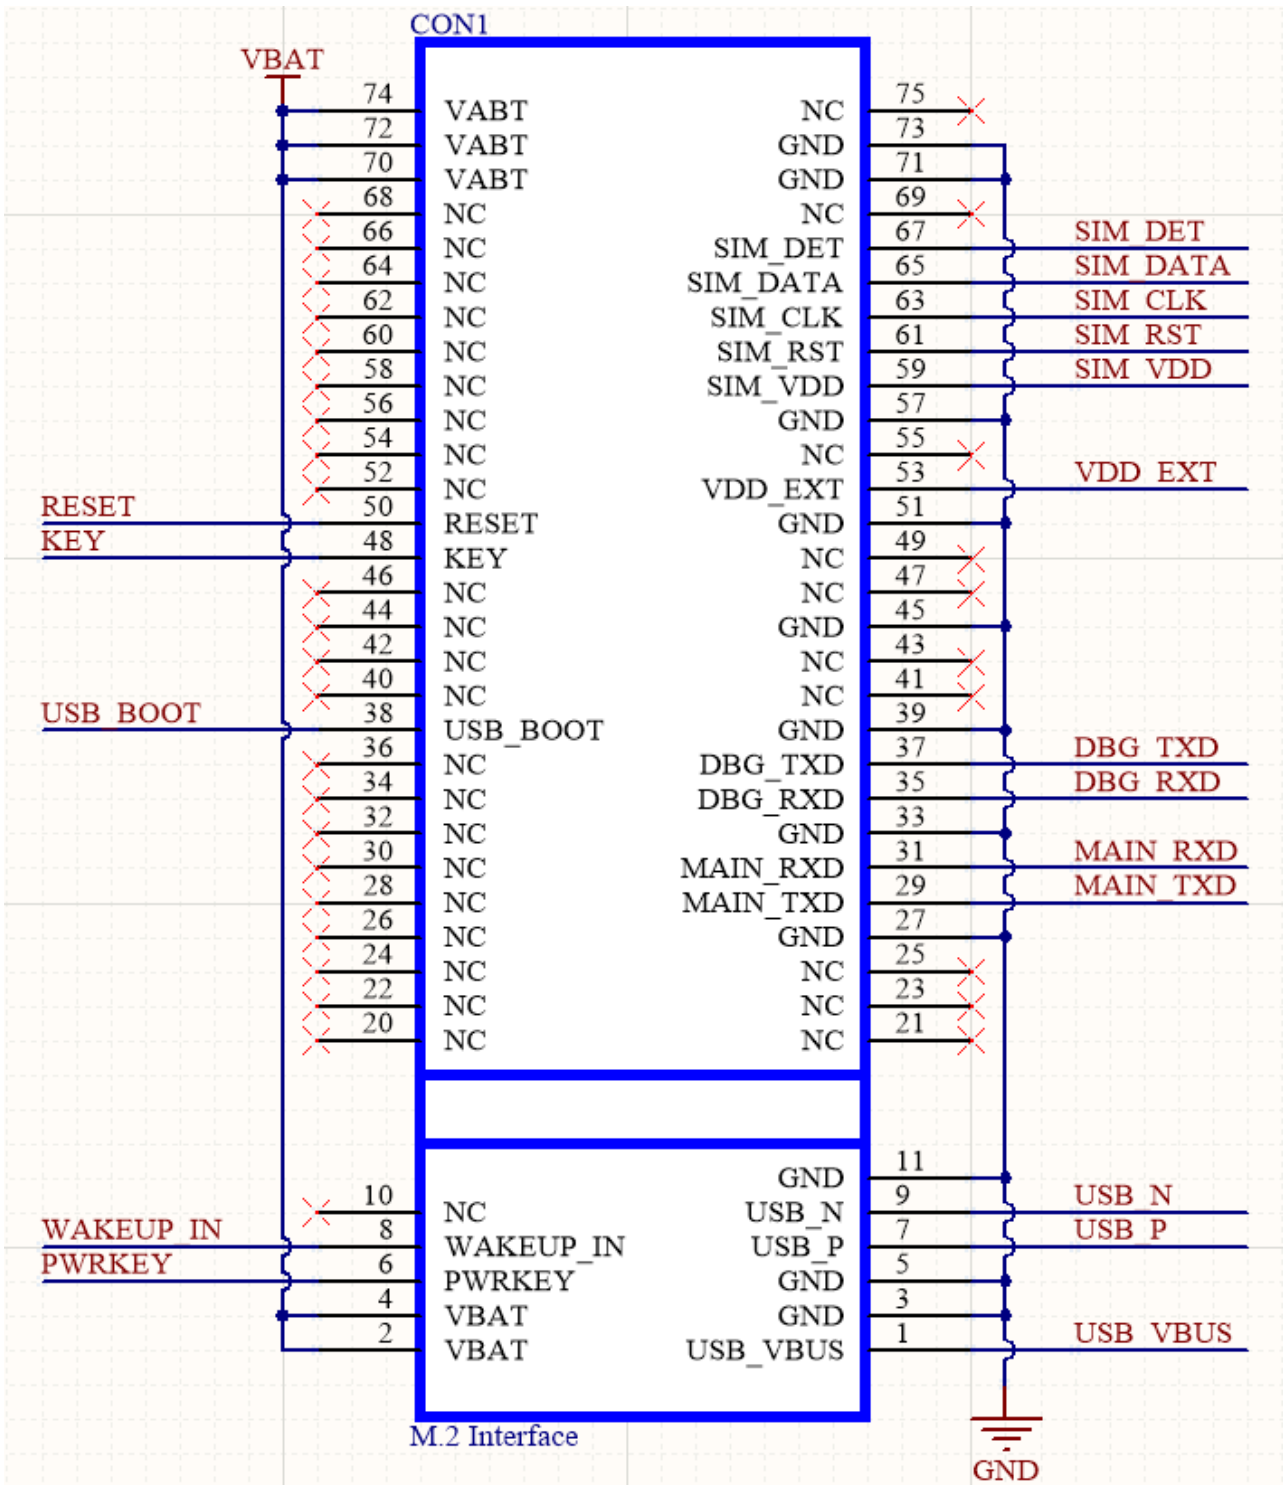 CON1
VBAT
74 VABT NC 75
72 VABT GND 73
70 VABT GND 71
68 NC NC 69
66 NC SIM_DET 67 SIM_DET
64 NC SIM_DATA 65 SIM_DATA
62 NC SIM_CLK 63 SIM_CLK
60 NC SIM_RST 61 SIM_RST
58 NC SIM_VDD 59 SIM_VDD
56 NC GND 57
54 NC NC 55
52 NC VDD_EXT 53 VDD_EXT
RESET 50 RESET GND 51
KEY 48 KEY NC 49
46 NC NC 47
44 NC GND 45
42 NC NC 43
40 NC NC 41
USB_BOOT 38 USB_BOOT GND 39
36 NC DBG_TXD 37 DBG_TXD
34 NC DBG_RXD 35 DBG_RXD
32 NC GND 33
30 NC MAIN_RXD 31 MAIN_RXD
28 NC MAIN_TXD 29 MAIN_TXD
26 NC GND 27
24 NC NC 25
22 NC NC 23
20 NC NC 21
GND 11
10 NC USB_N 9 USB_N
WAKEUP_IN 8 WAKEUP_IN USB_P 7 USB_P
PWRKEY 6 PWRKEY GND 5
4 VBAT GND 3
2 VBAT USB_VBUS 1 USB_VBUS
M.2 Interface
GND